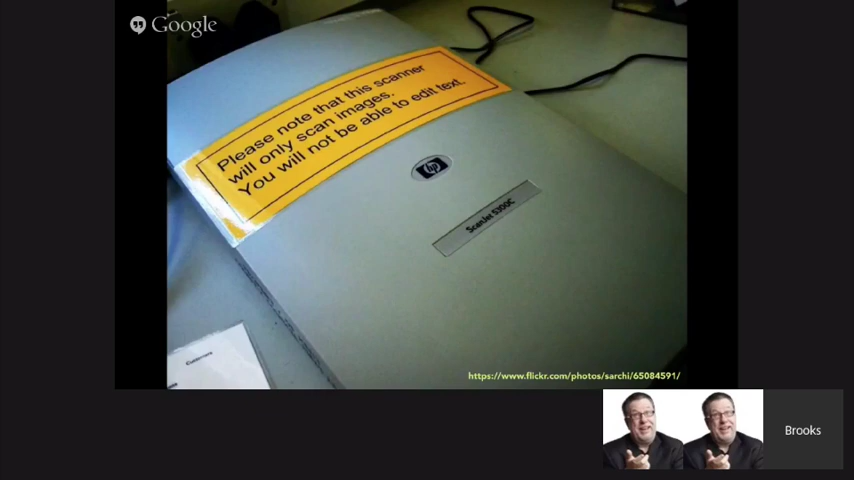 Google
Please note that this scanner
will only scan images.
You will not be able to edit text.
hp
ScanJet 5300C
https://www.flickr.com/photos/sarchi/65084591/
Brooks